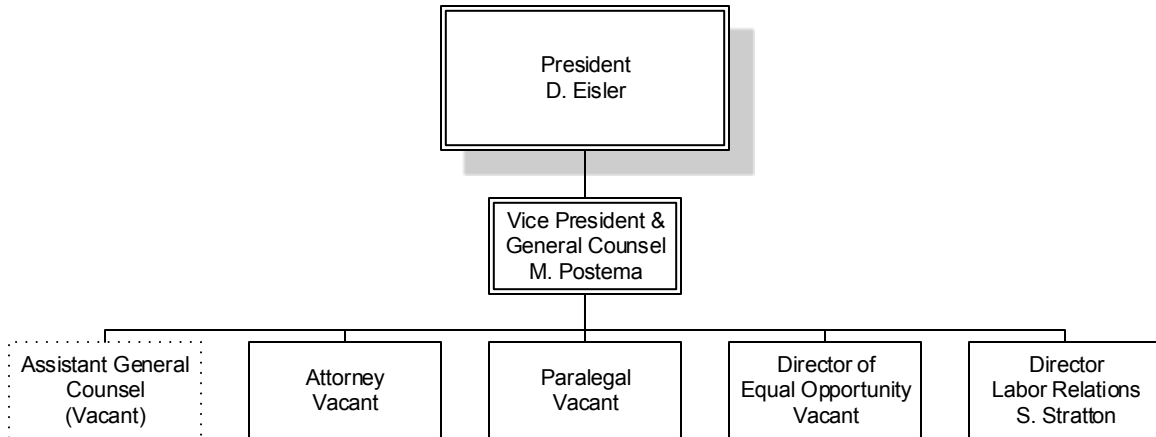 President
D. Eisler
Vice President &
General Counsel
M. Postema
Assistant General
Counsel
(Vacant)
Attorney
Vacant
Paralegal
Vacant
Director of
Equal Opportunity
Vacant
Director
Labor Relations
S. Stratton